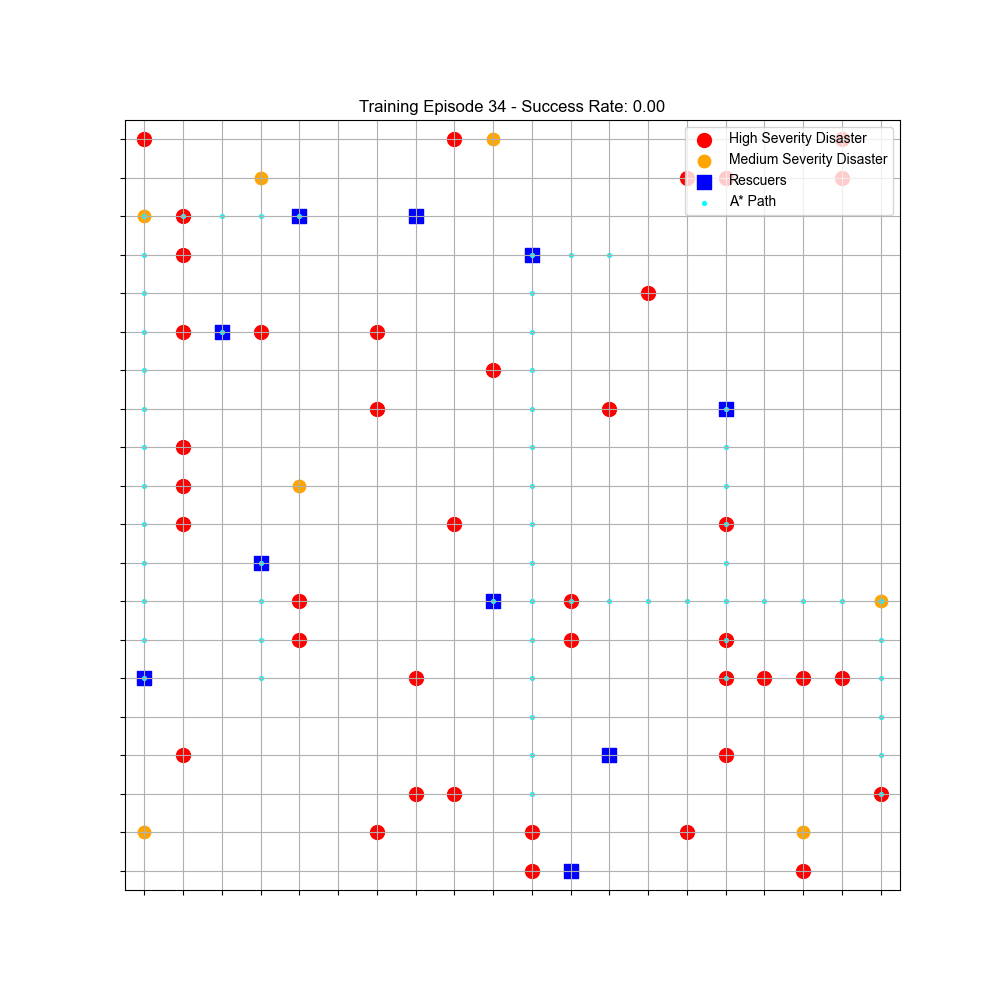 Training Episode 34 - Success Rate: 0.00
High Severity Disaster
Medium Severity Disaster
Rescuers
A* Path